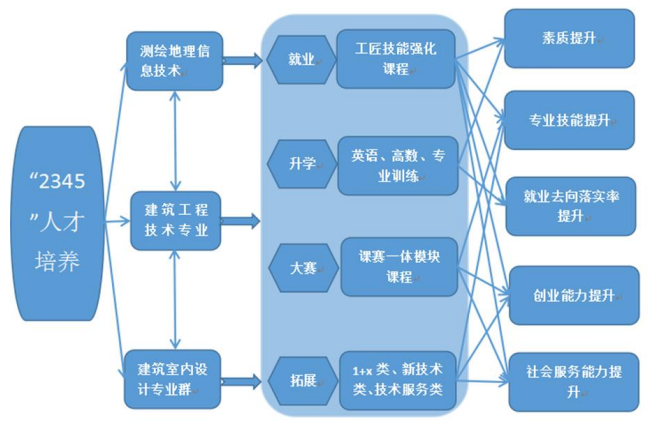 “2345
”人才
培养
测绘地理信
息技术
建筑工程
技术专业
建筑室内设
计专业群
就业
工匠技能强化
课程
升学
英语、高数、专
业训练
大赛
课赛一体模块
课程
拓展
1+x 类、新技术
类、技术服务类
素质提升
专业技能提升
就业去向落实率
提升
创业能力提升
社会服务能力提
升